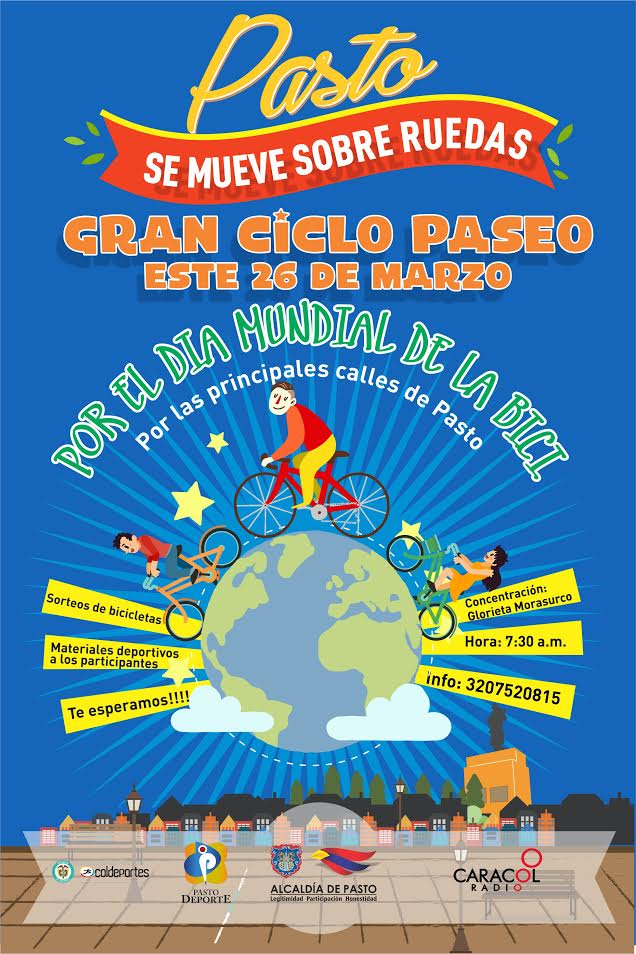 Pasto
SE MUEVE SOBRE RUEDAS
GRAN CiCLO PASEO
ESTE 26 DE MARZO
POR EL DIA MUNDIAL DE LA BICI
Por las principales calles de Pasto
Sorteos de bicicletas
Materiales deportivos
a los participantes
Te esperamos!!!!
Concentración:
Glorieta Morasurco
Hora: 7:30 a.m.
info: 3207520815
coldeportes
PASTO
DEPORTE
ALCALDÍA DE PASTO
Legitimidad Participación Honestidad
CARACOL
RADIO